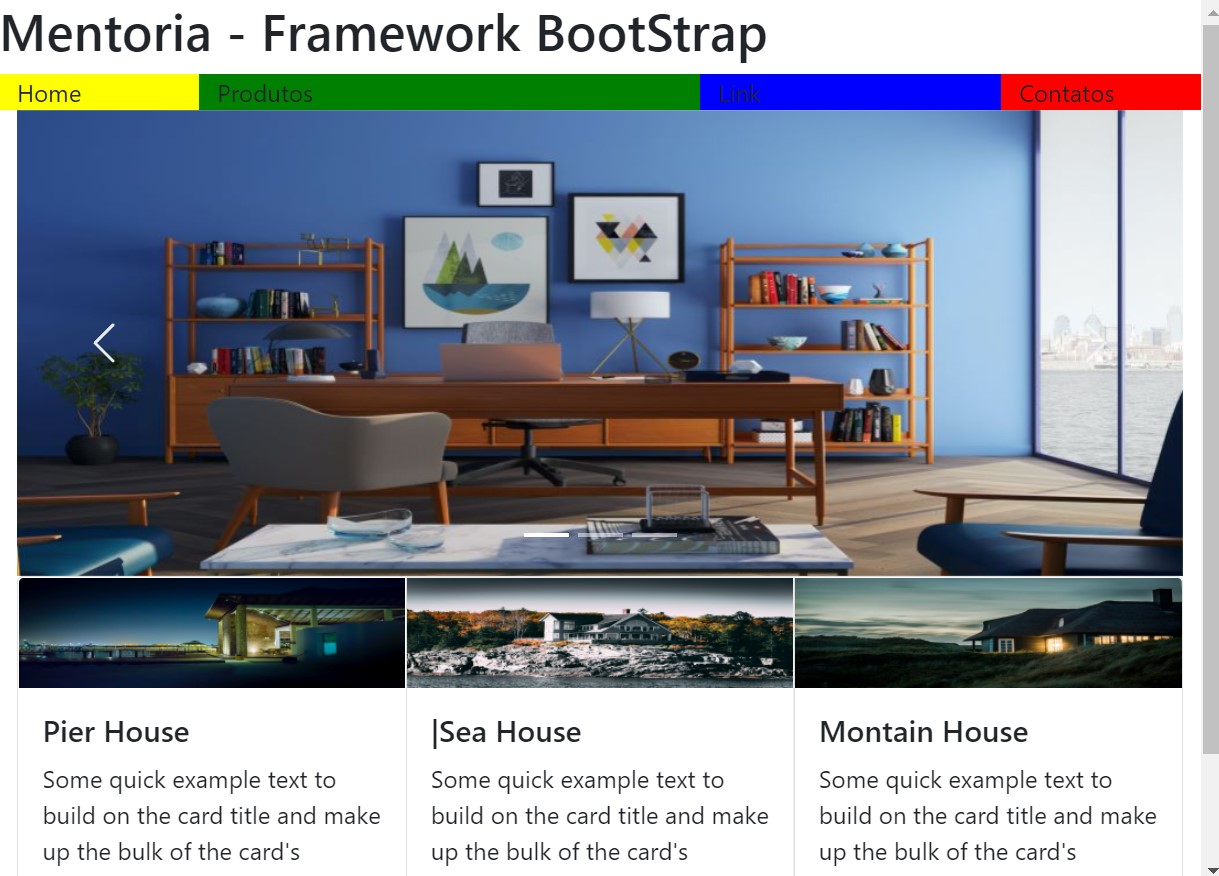 Mentoria - Framework BootStrap
Home Produtos Link Contatos
Pier House
Some quick example text to
build on the card title and make
up the bulk of the card's
|Sea House
Some quick example text to
build on the card title and make
up the bulk of the card's
Montain House
Some quick example text to
build on the card title and make
up the bulk of the card's